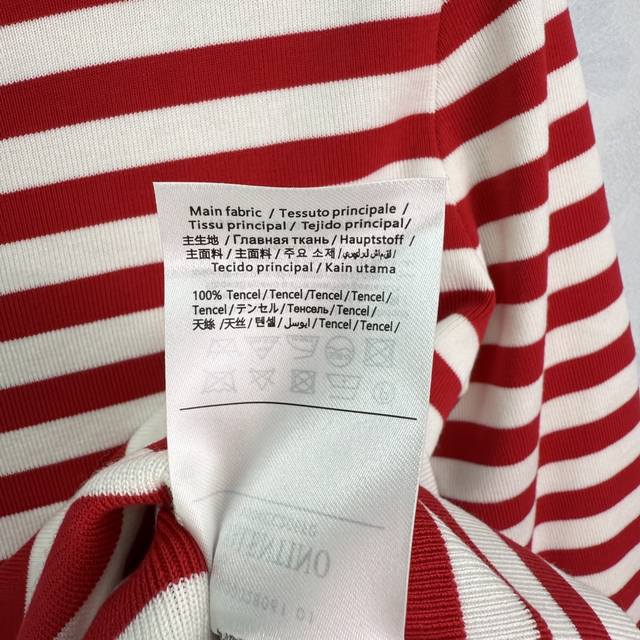 Main fabric / Tessuto principale /
Tissu principal / Tejido principal/
主生地 / Главная ткань / Hauptstoff /
主面料 / 主面料 / 주요 소제 /
Tecido principal / Kain utama
100% Tencel / Tencel /Tencel / Tencel /
Tencel / テンセル / Тенсель / Tencel /
天絲 /天丝 / 텐셀 / ايوسل / Tencel / Tencel /